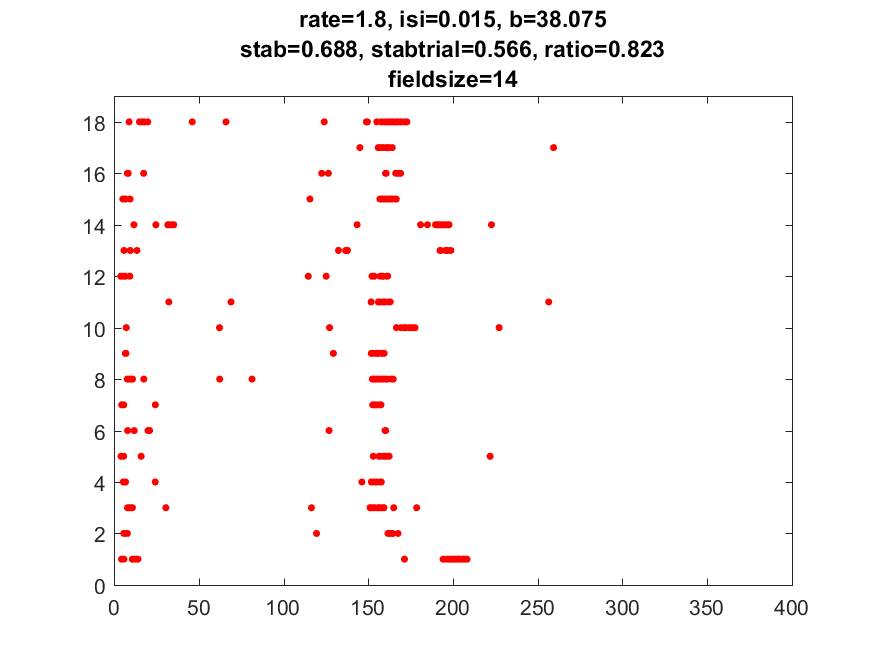 rate=1.8, isi=0.015, b=38.075
stab=0.688, stabtrial=0.566, ratio=0.823
fieldsize=14
18
16
14
12
10
8
6
4
2
0
0 50 100 150 200 250 300 350 400